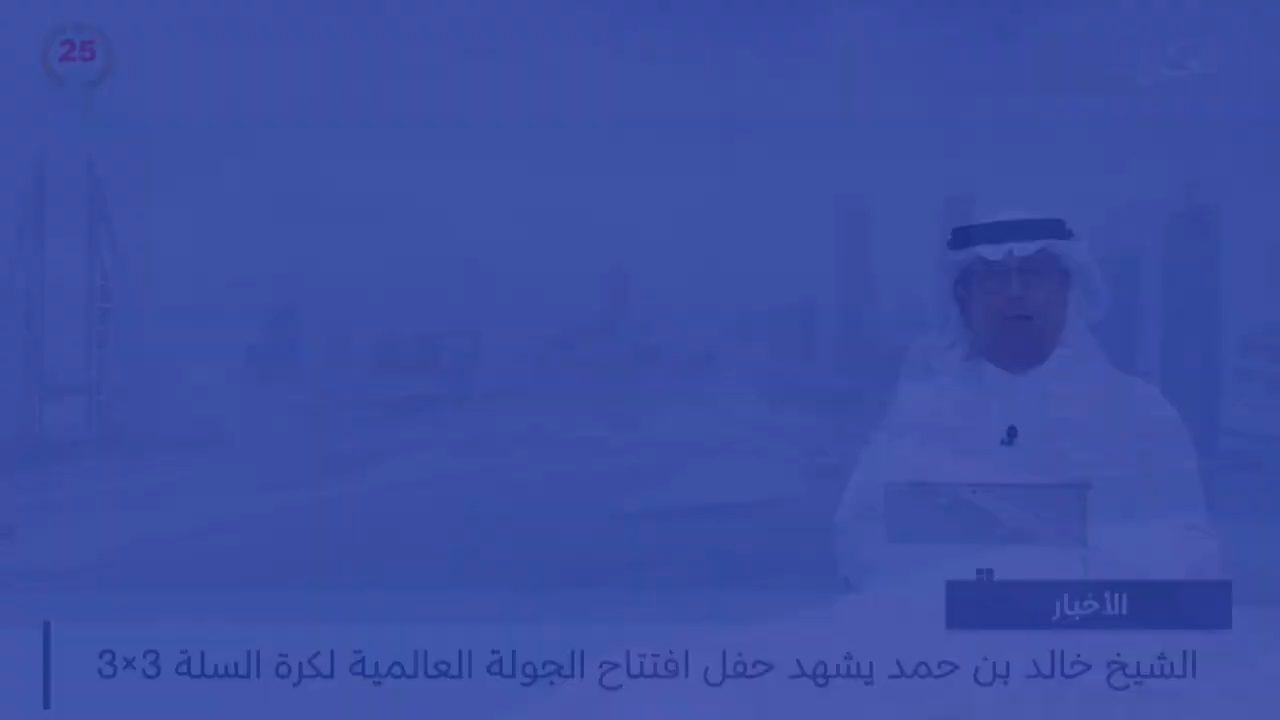 25
الأخبار
الشيخ خالد بن حمد يشهد حفل افتتاح الجولة العالمية لكرة السلة 3×3